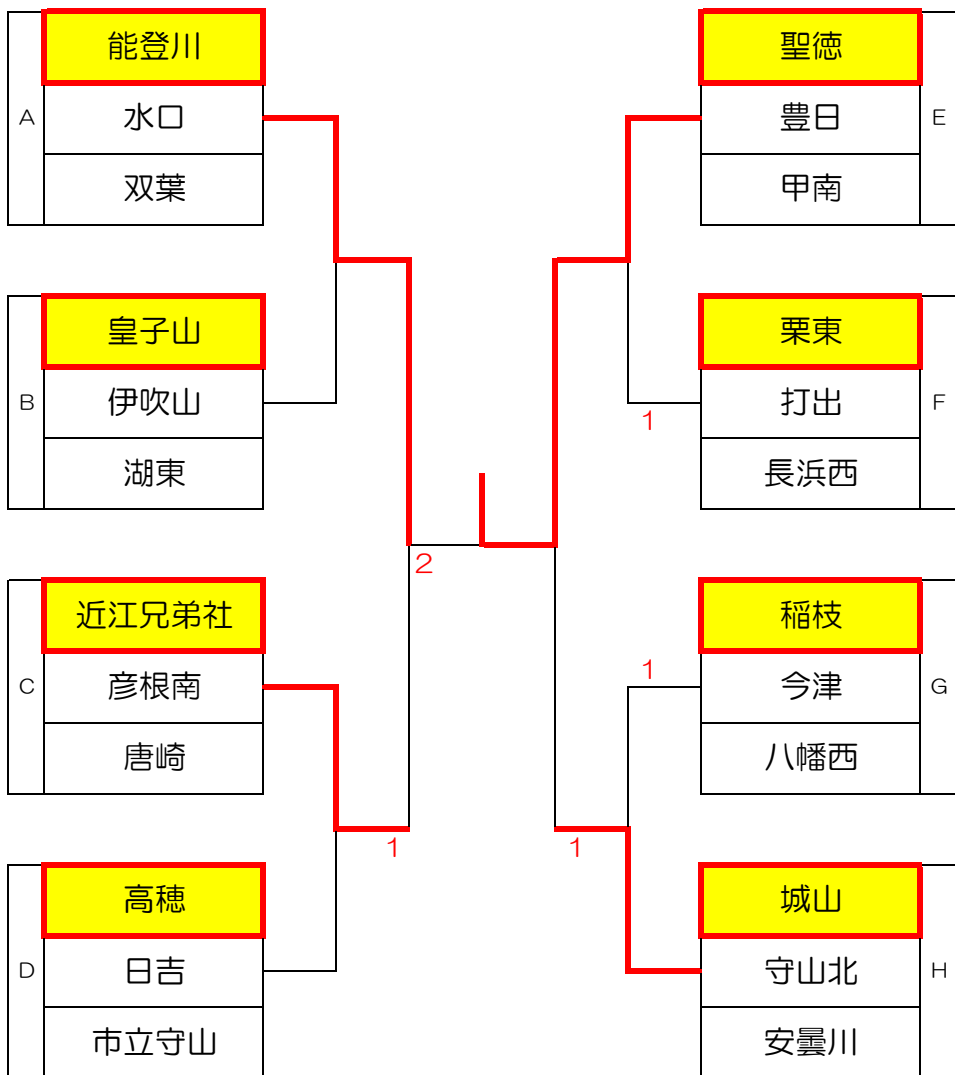 能登川
A
水口
双葉
皇子山
B
伊吹山
湖東
近江兄弟社
C
彦根南
唐崎
高穂
D
日吉
市立守山
2
1
聖徳
豊日
E
甲南
栗東
打出
F
1
長浜西
稲枝
1
今津
G
八幡西
1
城山
守山北
H
安曇川